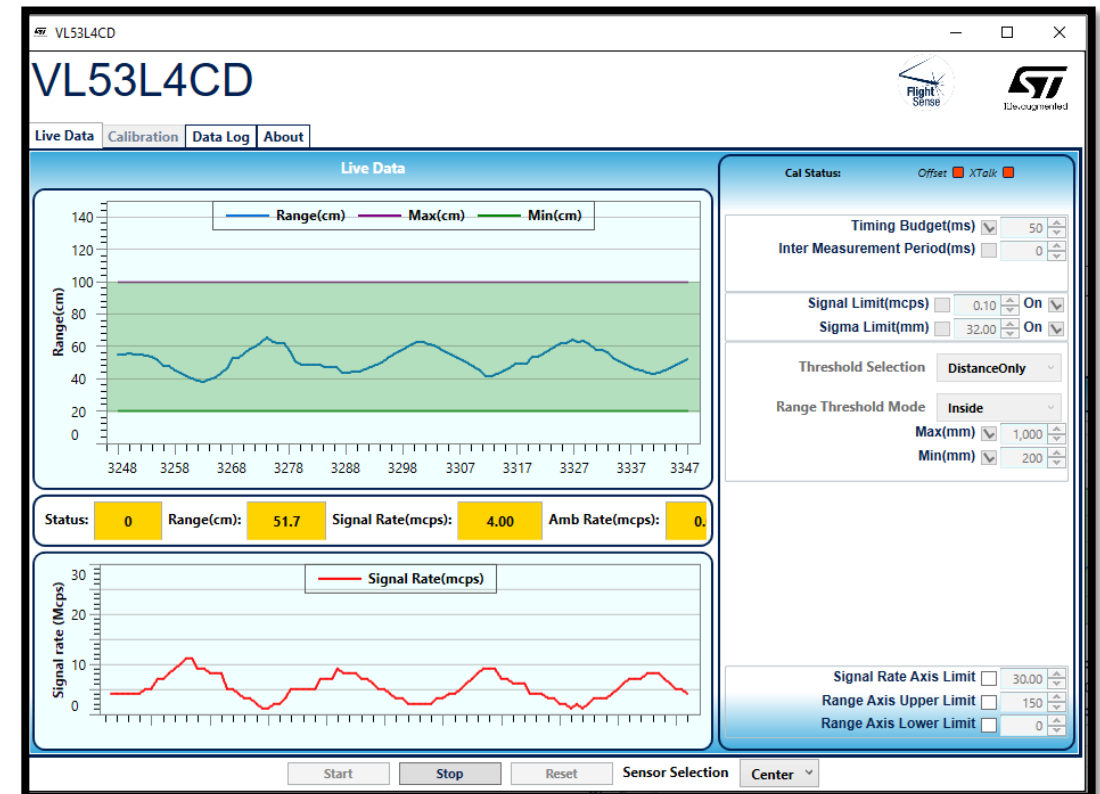 VL53L4CD
VL53L4CD
Flight
Sense
life.augmented
Live Data Calibration Data Log About
Live Data
Range(cm) Max(cm) Min(cm)
Range(cm)
140
120
100
80
60
40
20
0
3248 3258 3268 3278 3288 3298 3307 3317 3327 3337 3347
Status: 0 Range(cm): 51.7 Signal Rate(mcps): 4.00 Amb Rate(mcps): 0.
Signal Rate(mcps)
Signal rate (Mcps)
30
20
10
0
Cal Status: Offset XTalk
Timing Budget(ms) 50
Inter Measurement Period(ms) 0
Signal Limit(mcps) 0.10 On
Sigma Limit(mm) 32.00 On
Threshold Selection DistanceOnly
Range Threshold Mode Inside
Max(mm) 1,000
Min(mm) 200
Signal Rate Axis Limit 30.00
Range Axis Upper Limit 150
Range Axis Lower Limit 0
Start Stop Reset Sensor Selection Center